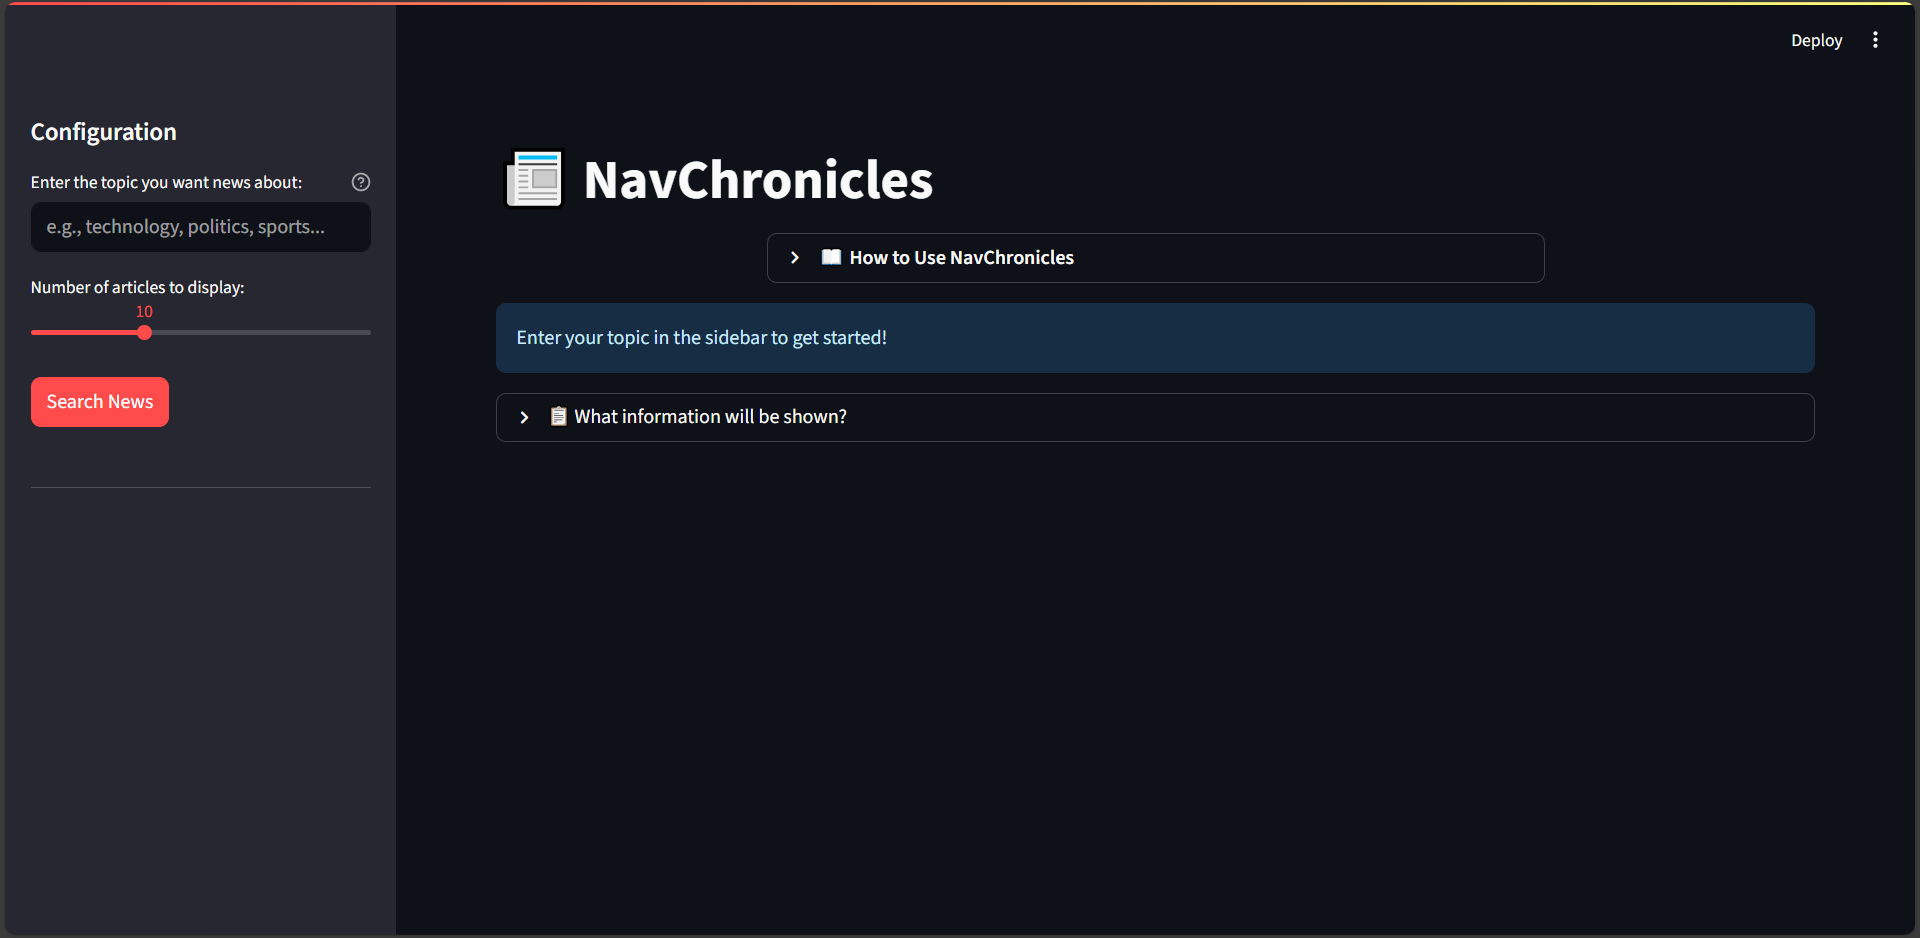 Deploy
Configuration
Enter the topic you want news about:
e.g., technology, politics, sports...
Number of articles to display:
10
Search News
NavChronicles
How to Use NavChronicles
Enter your topic in the sidebar to get started!
What information will be shown?